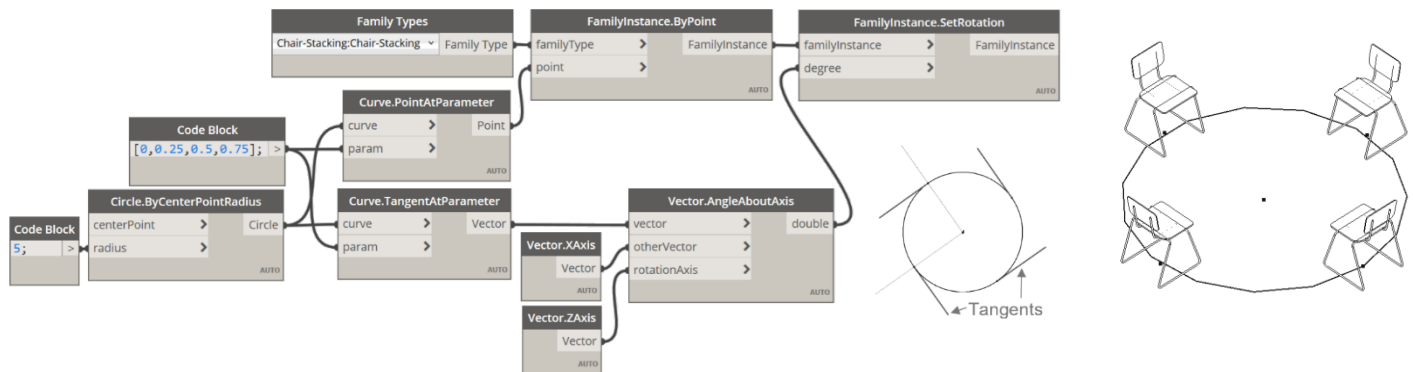 Family Types
Chair-Stacking:Chair-Stacking Family Type
FamilyInstance.ByPoint
familyType > FamilyInstance
point >
AUTO
FamilyInstance.SetRotation
familyInstance > FamilyInstance
degree >
AUTO
Curve.PointAtParameter
curve > Point
param >
AUTO
Code Block
[0,0.25,0.5,0.75]; >
Circle.ByCenterPointRadius
centerPoint > Circle
radius >
AUTO
Code Block
5; >
Curve.TangentAtParameter
curve > Vector
param >
AUTO
Vector.XAxis
Vector
AUTO
Vector.ZAxis
Vector
AUTO
Vector.AngleAboutAxis
vector > double
otherVector >
rotationAxis >
AUTO
Tangents